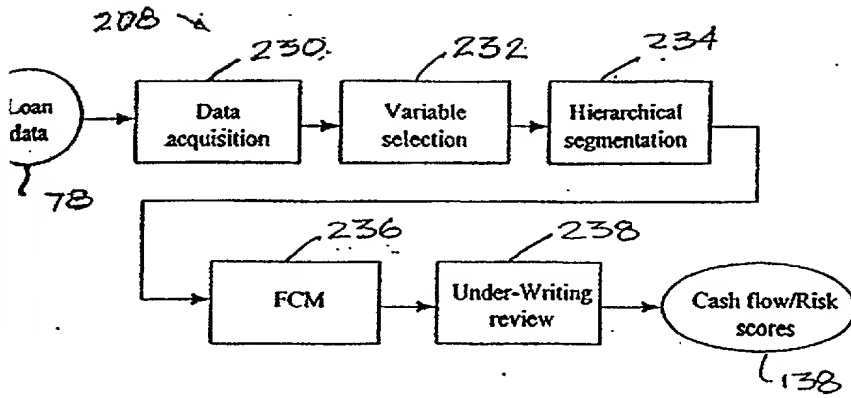 208
230
232
234
Loan
data
Data
acquisition
Variable
selection
Hierarchical
segmentation
78
236
238
FCM
Under-Writing
review
Cash flow/Risk
scores
138